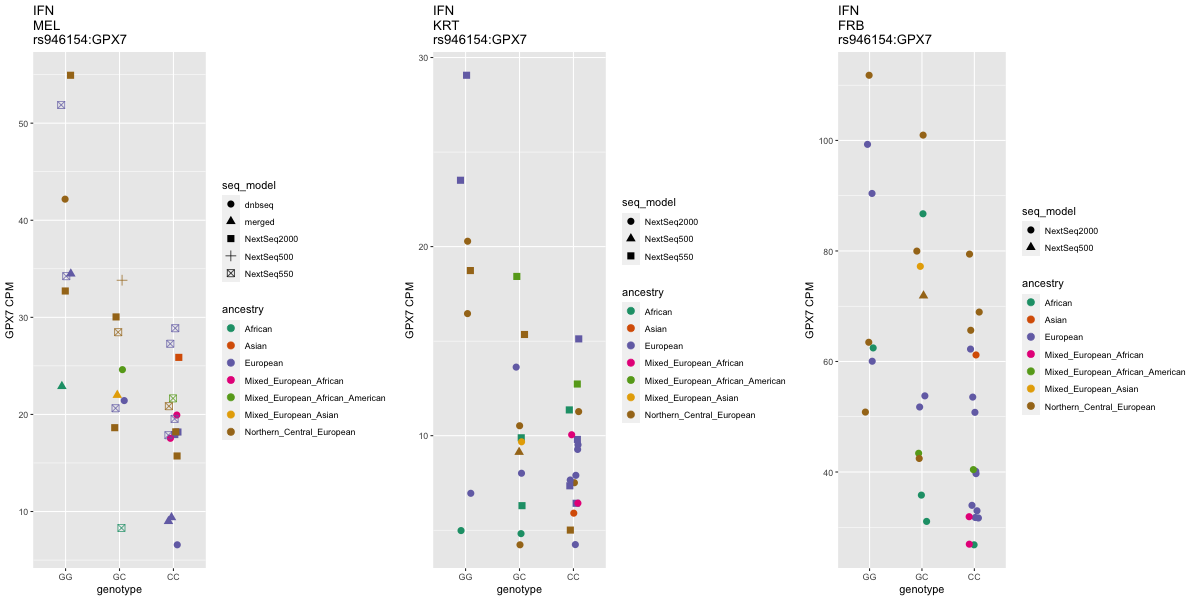 IFN
MEL
rs946154:GPX7
GPX7 CPM
50
40
30
20
10
GG
GC
CC
genotype
seq_model
dnbseq
merged
NextSeq2000
NextSeq500
NextSeq550
ancestry
African
Asian
European
Mixed_European_African
Mixed_European_African_American
Mixed_European_Asian
Northern_Central_European
IFN
KRT
rs946154:GPX7
GPX7 CPM
30
20
10
GG
GC
CC
genotype
seq_model
NextSeq2000
NextSeq500
NextSeq550
ancestry
African
Asian
European
Mixed_European_African
Mixed_European_African_American
Mixed_European_Asian
Northern_Central_European
IFN
FRB
rs946154:GPX7
GPX7 CPM
100
80
60
40
GG
GC
CC
genotype
seq_model
NextSeq2000
NextSeq500
ancestry
African
Asian
European
Mixed_European_African
Mixed_European_African_American
Mixed_European_Asian
Northern_Central_European